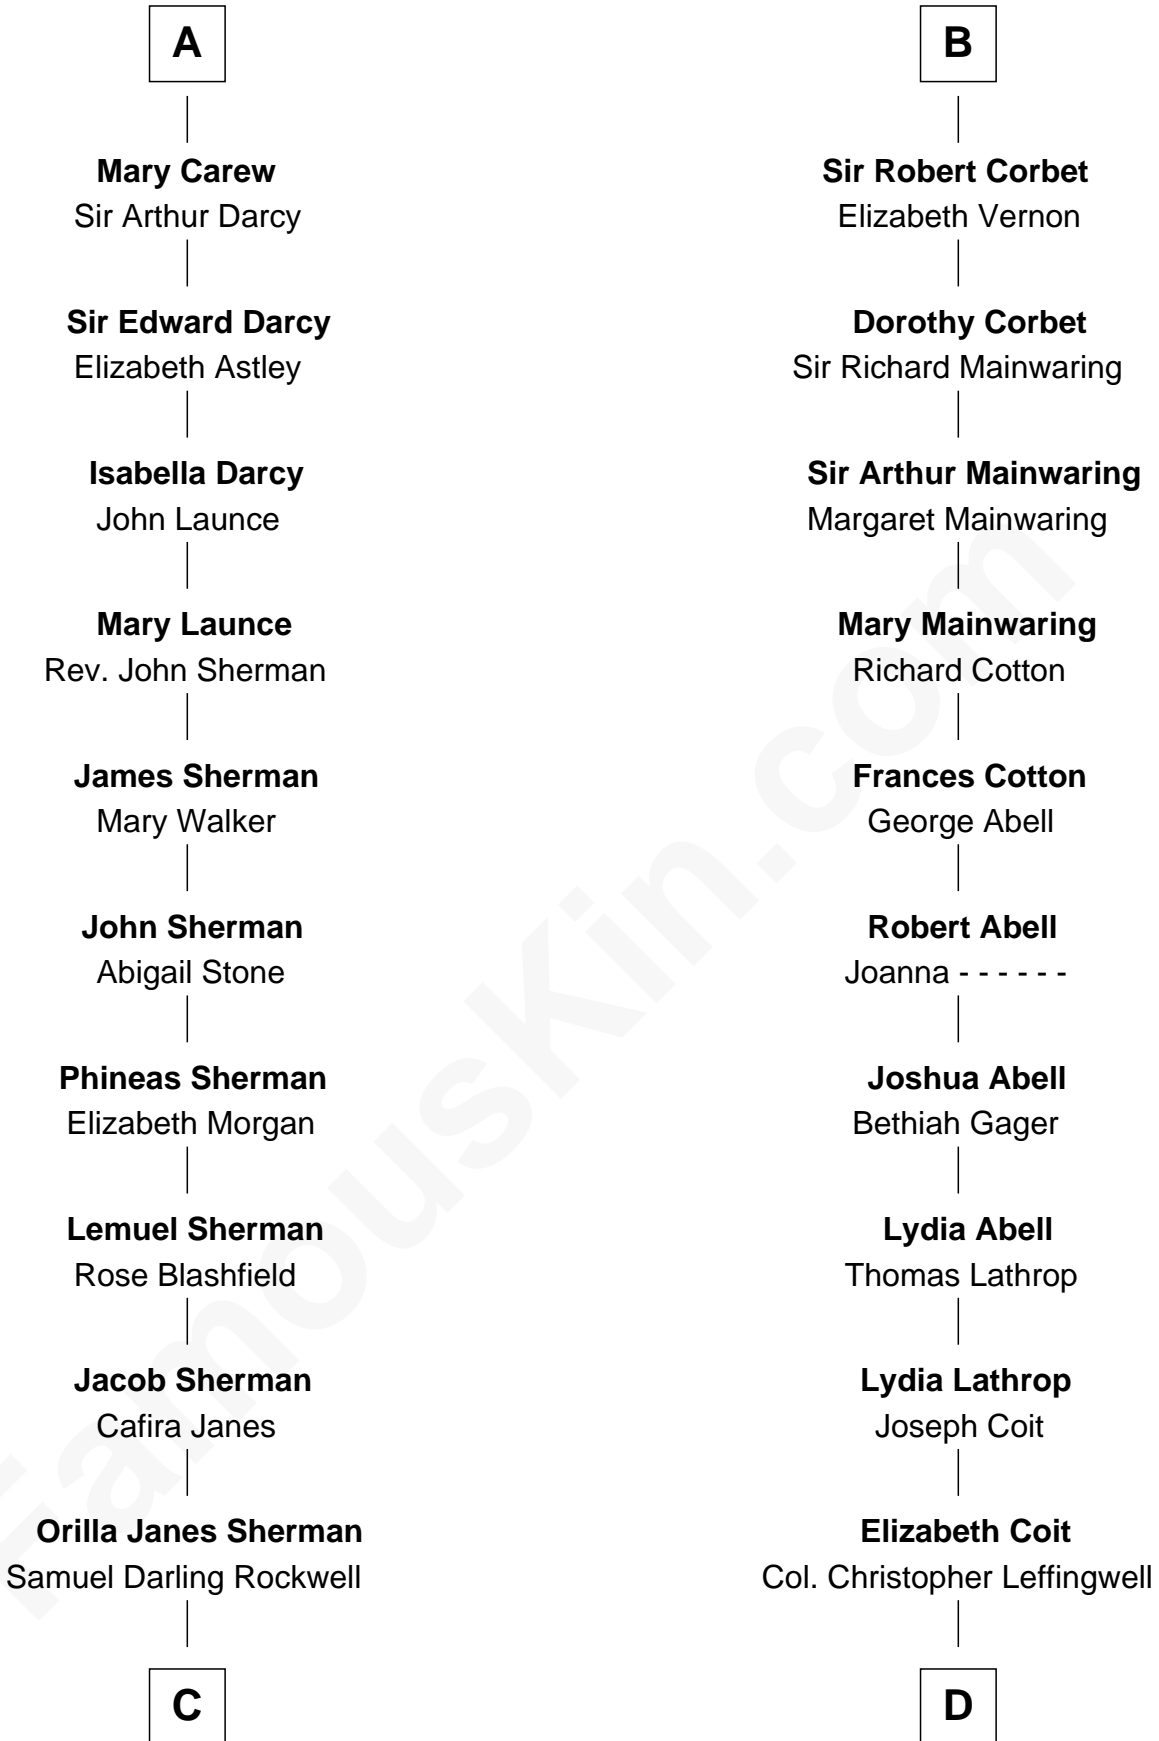 A
Mary Carew
Sir Arthur Darcy
Sir Edward Darcy
Elizabeth Astley
Isabella Darcy
John Launce
Mary Launce
Rev. John Sherman
James Sherman
Mary Walker
John Sherman
Abigail Stone
Phineas Sherman
Elizabeth Morgan
Lemuel Sherman
Rose Blashfield
Jacob Sherman
Cafira Janes
Orilla Janes Sherman
Samuel Darling Rockwell
C
B
Sir Robert Corbet
Elizabeth Vernon
Dorothy Corbet
Sir Richard Mainwaring
Sir Arthur Mainwaring
Margaret Mainwaring
Mary Mainwaring
Richard Cotton
Frances Cotton
George Abell
Robert Abell
Joanna - - - - - -
Joshua Abell
Bethiah Gager
Lydia Abell
Thomas Lathrop
Lydia Lathrop
Joseph Coit
Elizabeth Coit
Col. Christopher Leffingwell
D
FamousKin.com